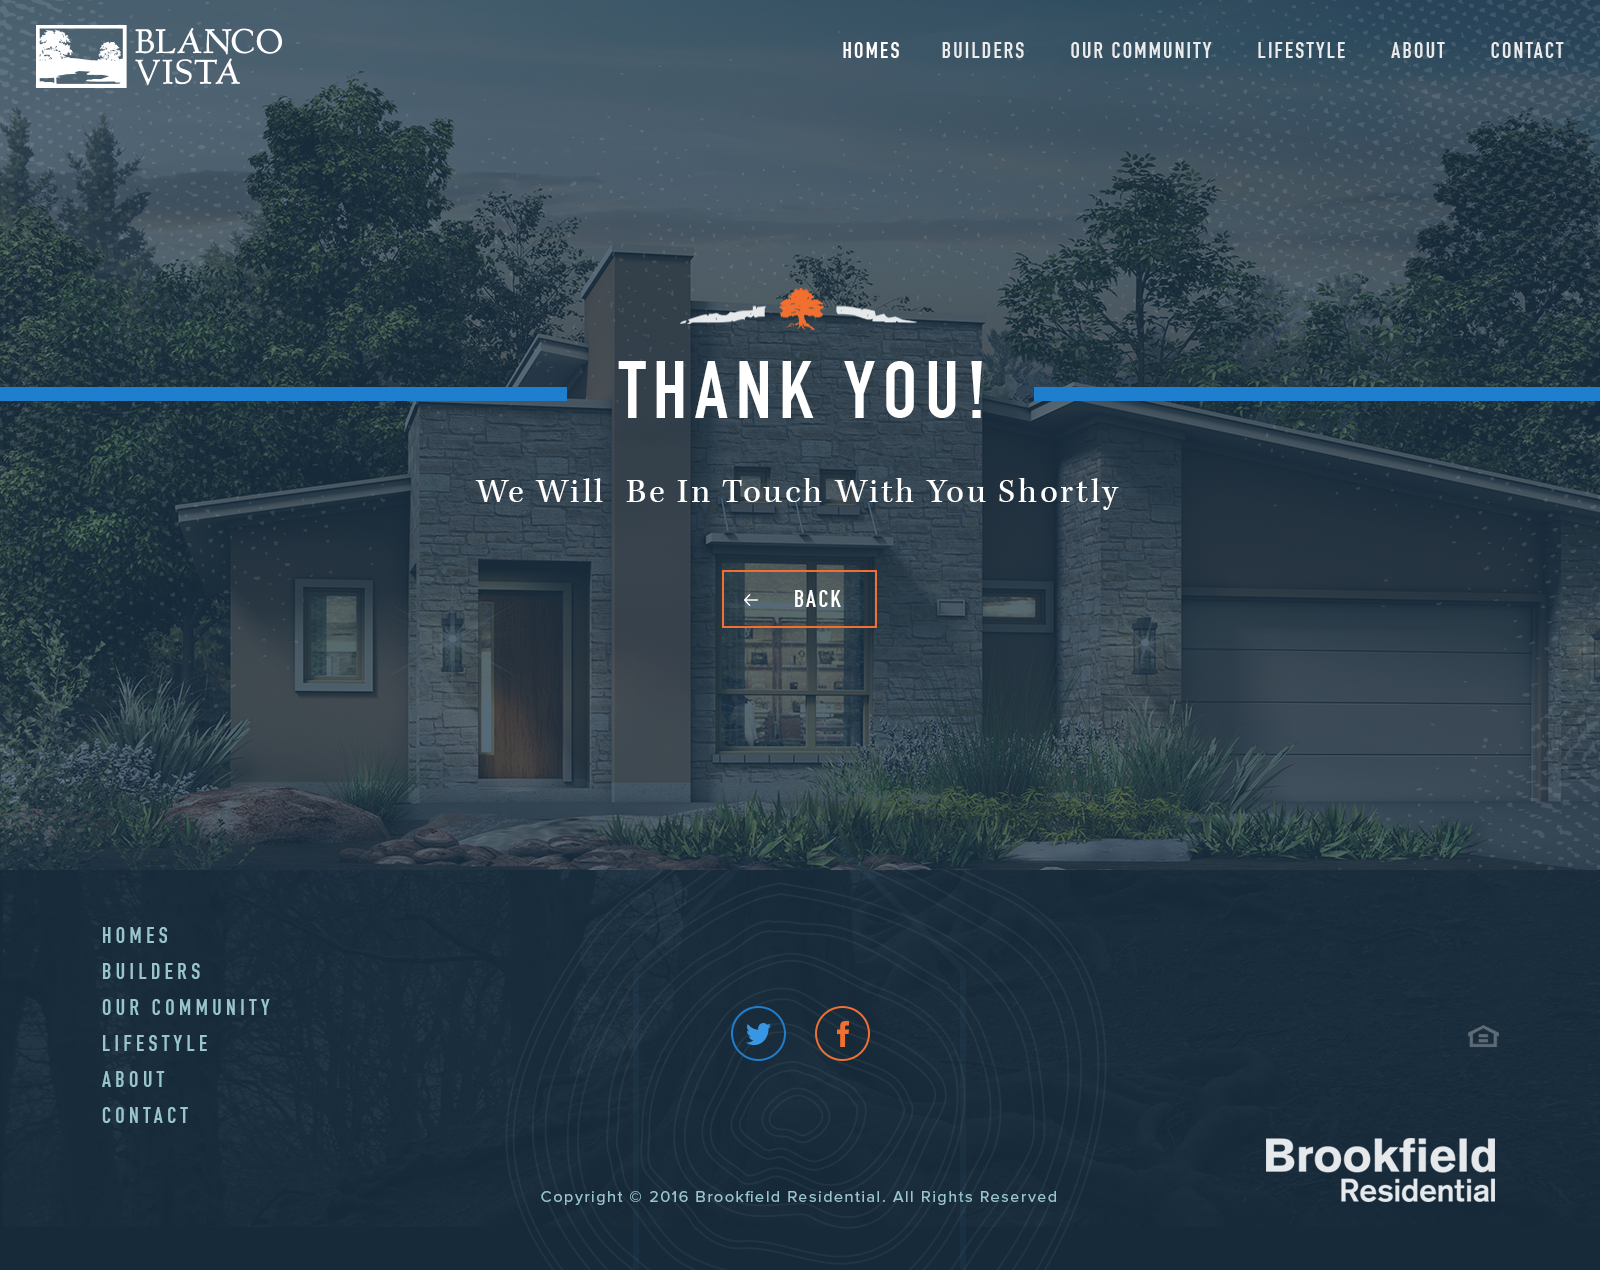 BLANCO
VISTA
HOMES BUILDERS OUR COMMUNITY LIFESTYLE ABOUT CONTACT
THANK YOU!
We Will Be In Touch With You Shortly
← BACK
HOMES
BUILDERS
OUR COMMUNITY
LIFESTYLE
ABOUT
CONTACT
Copyright © 2016 Brookfield Residential. All Rights Reserved
Brookfield
Residential